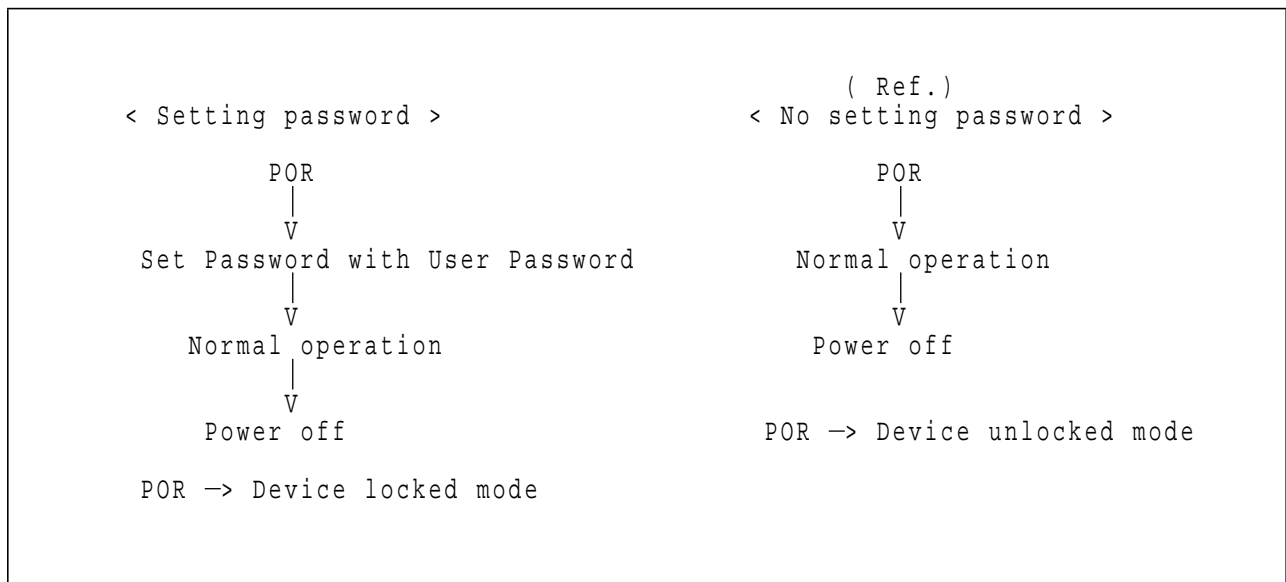 ( Ref.)
< Setting password > < No setting password >
POR POR
V V
Set Password with User Password Normal operation
V V
Normal operation Power off
V
Power off POR —> Device unlocked mode
POR —> Device locked mode